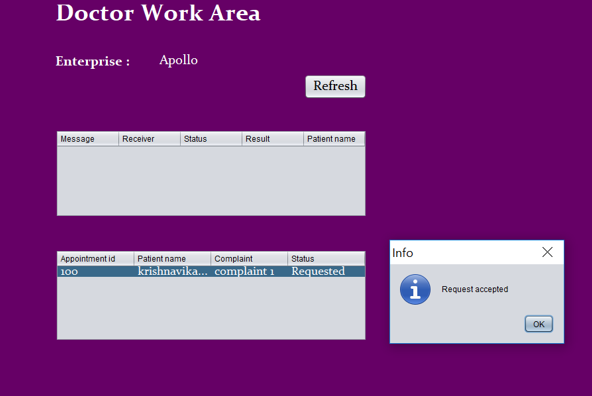 Doctor Work Area
Enterprise : Apollo
Refresh
Message Receiver Status Result Patient name
Appointment id Patient name Complaint Status
100 krishnavika... complaint 1 Requested
Info
Request accepted
OK